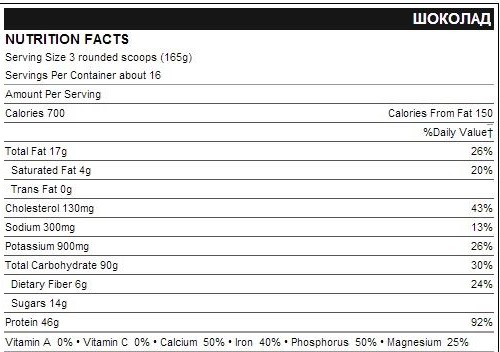 ШОКОЛАД
NUTRITION FACTS
Serving Size 3 rounded scoops (165g)
Servings Per Container about 16
Amount Per Serving
Calories 700 Calories From Fat 150
%Daily Value†
Total Fat 17g 26%
Saturated Fat 4g 20%
Trans Fat 0g
Cholesterol 130mg 43%
Sodium 300mg 13%
Potassium 900mg 26%
Total Carbohydrate 90g 30%
Dietary Fiber 6g 24%
Sugars 14g
Protein 46g 92%
Vitamin A 0% • Vitamin C 0% • Calcium 50% • Iron 40% • Phosphorus 50% • Magnesium 25%